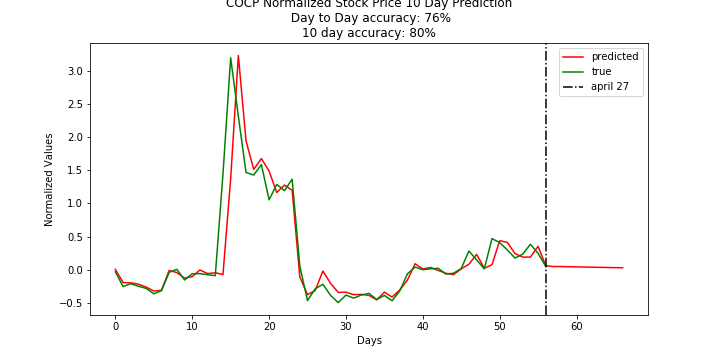 COCP Normalized Stock Price 10 Day Prediction
Day to Day accuracy: 76%
10 day accuracy: 80%
predicted
true
april 27
Normalized Values
3.0
2.5
2.0
1.5
1.0
0.5
0.0
−0.5
0
10
20
30
40
50
60
Days